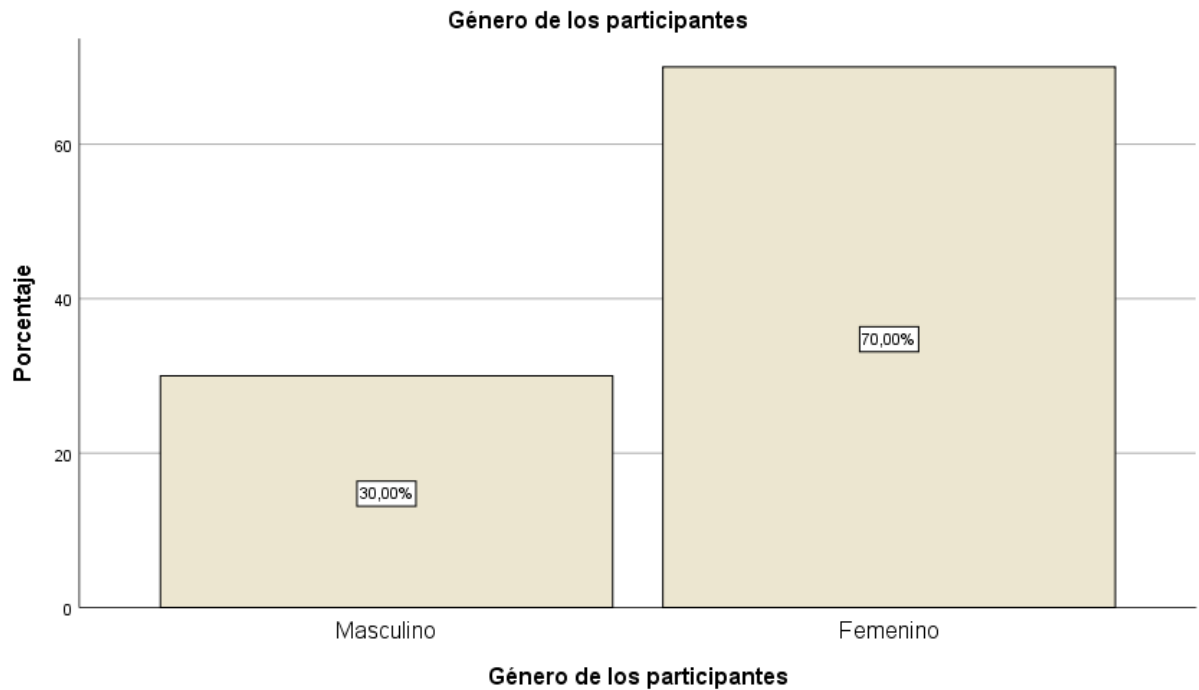 Género de los participantes
Porcentaje
60
40
20
0
70,00%
30,00%
Masculino
Femenino
Género de los participantes